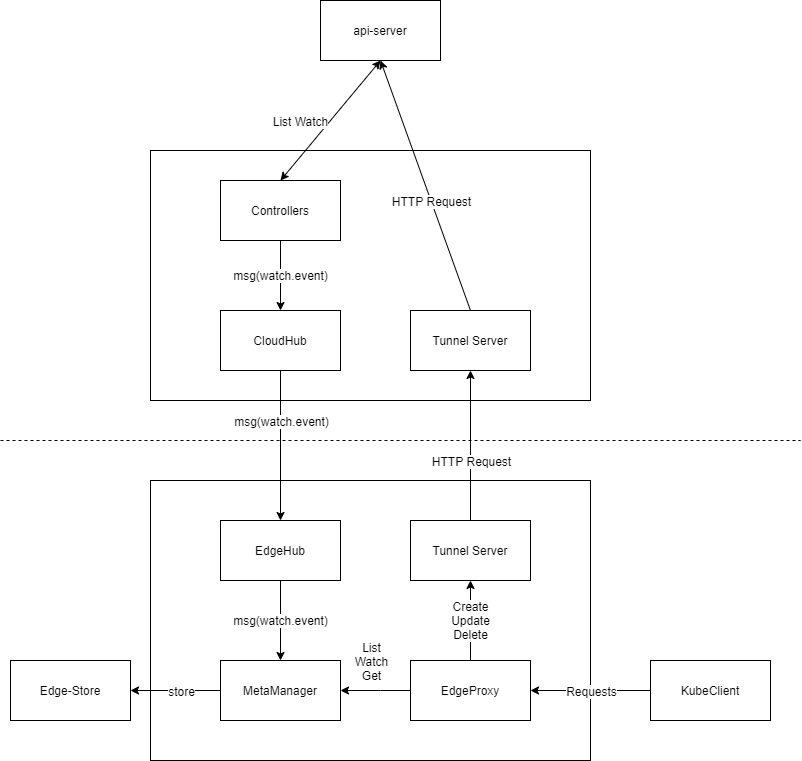 api-server
List Watch
HTTP Request
Controllers
msg(watch.event)
CloudHub
Tunnel Server
msg(watch.event)
HTTP Request
EdgeHub
Tunnel Server
msg(watch.event)
Create
Update
Delete
List
Watch
Get
Edge-Store
store
MetaManager
EdgeProxy
Requests
KubeClient